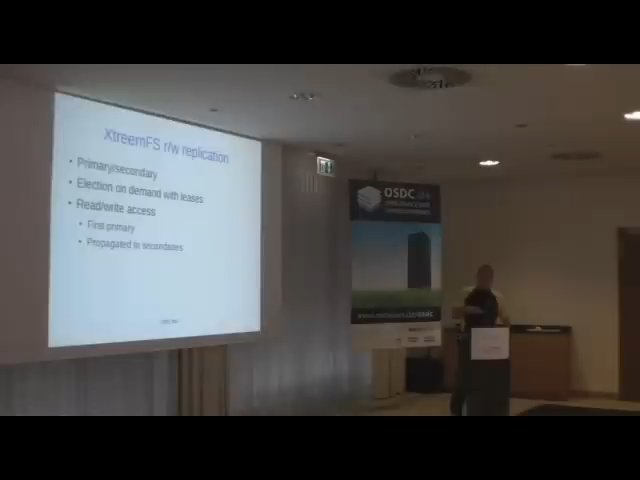 XtreemFS r/w replication
• Primary/secondary
• Election on demand with leases
• Read/write access
• First primary
• Propagated to secondaries
OSDC